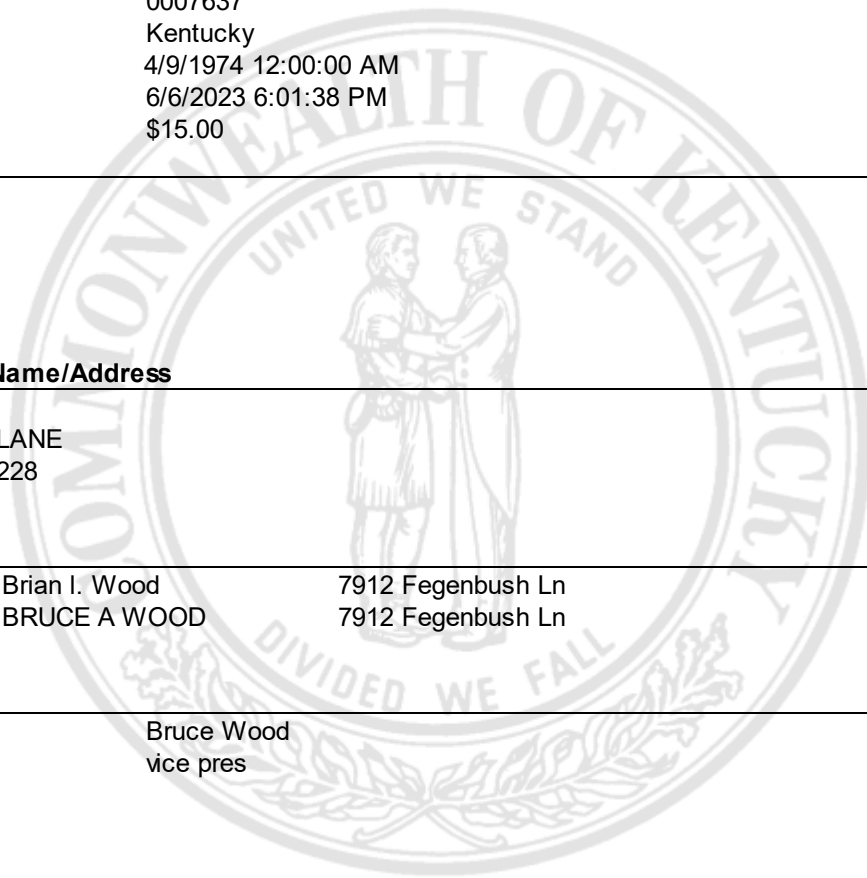 0007637
Kentucky
4/9/1974 12:00:00 AM
6/6/2023 6:01:38 PM
$15.00
COMMONWEALTH OF KENTUCKY
UNITED WE STAND
Name/Address
LANE
228
Brian I. Wood 7912 Fegenbush Ln
BRUCE A WOOD 7912 Fegenbush Ln
DIVIDED WE FALL
Bruce Wood
vice pres